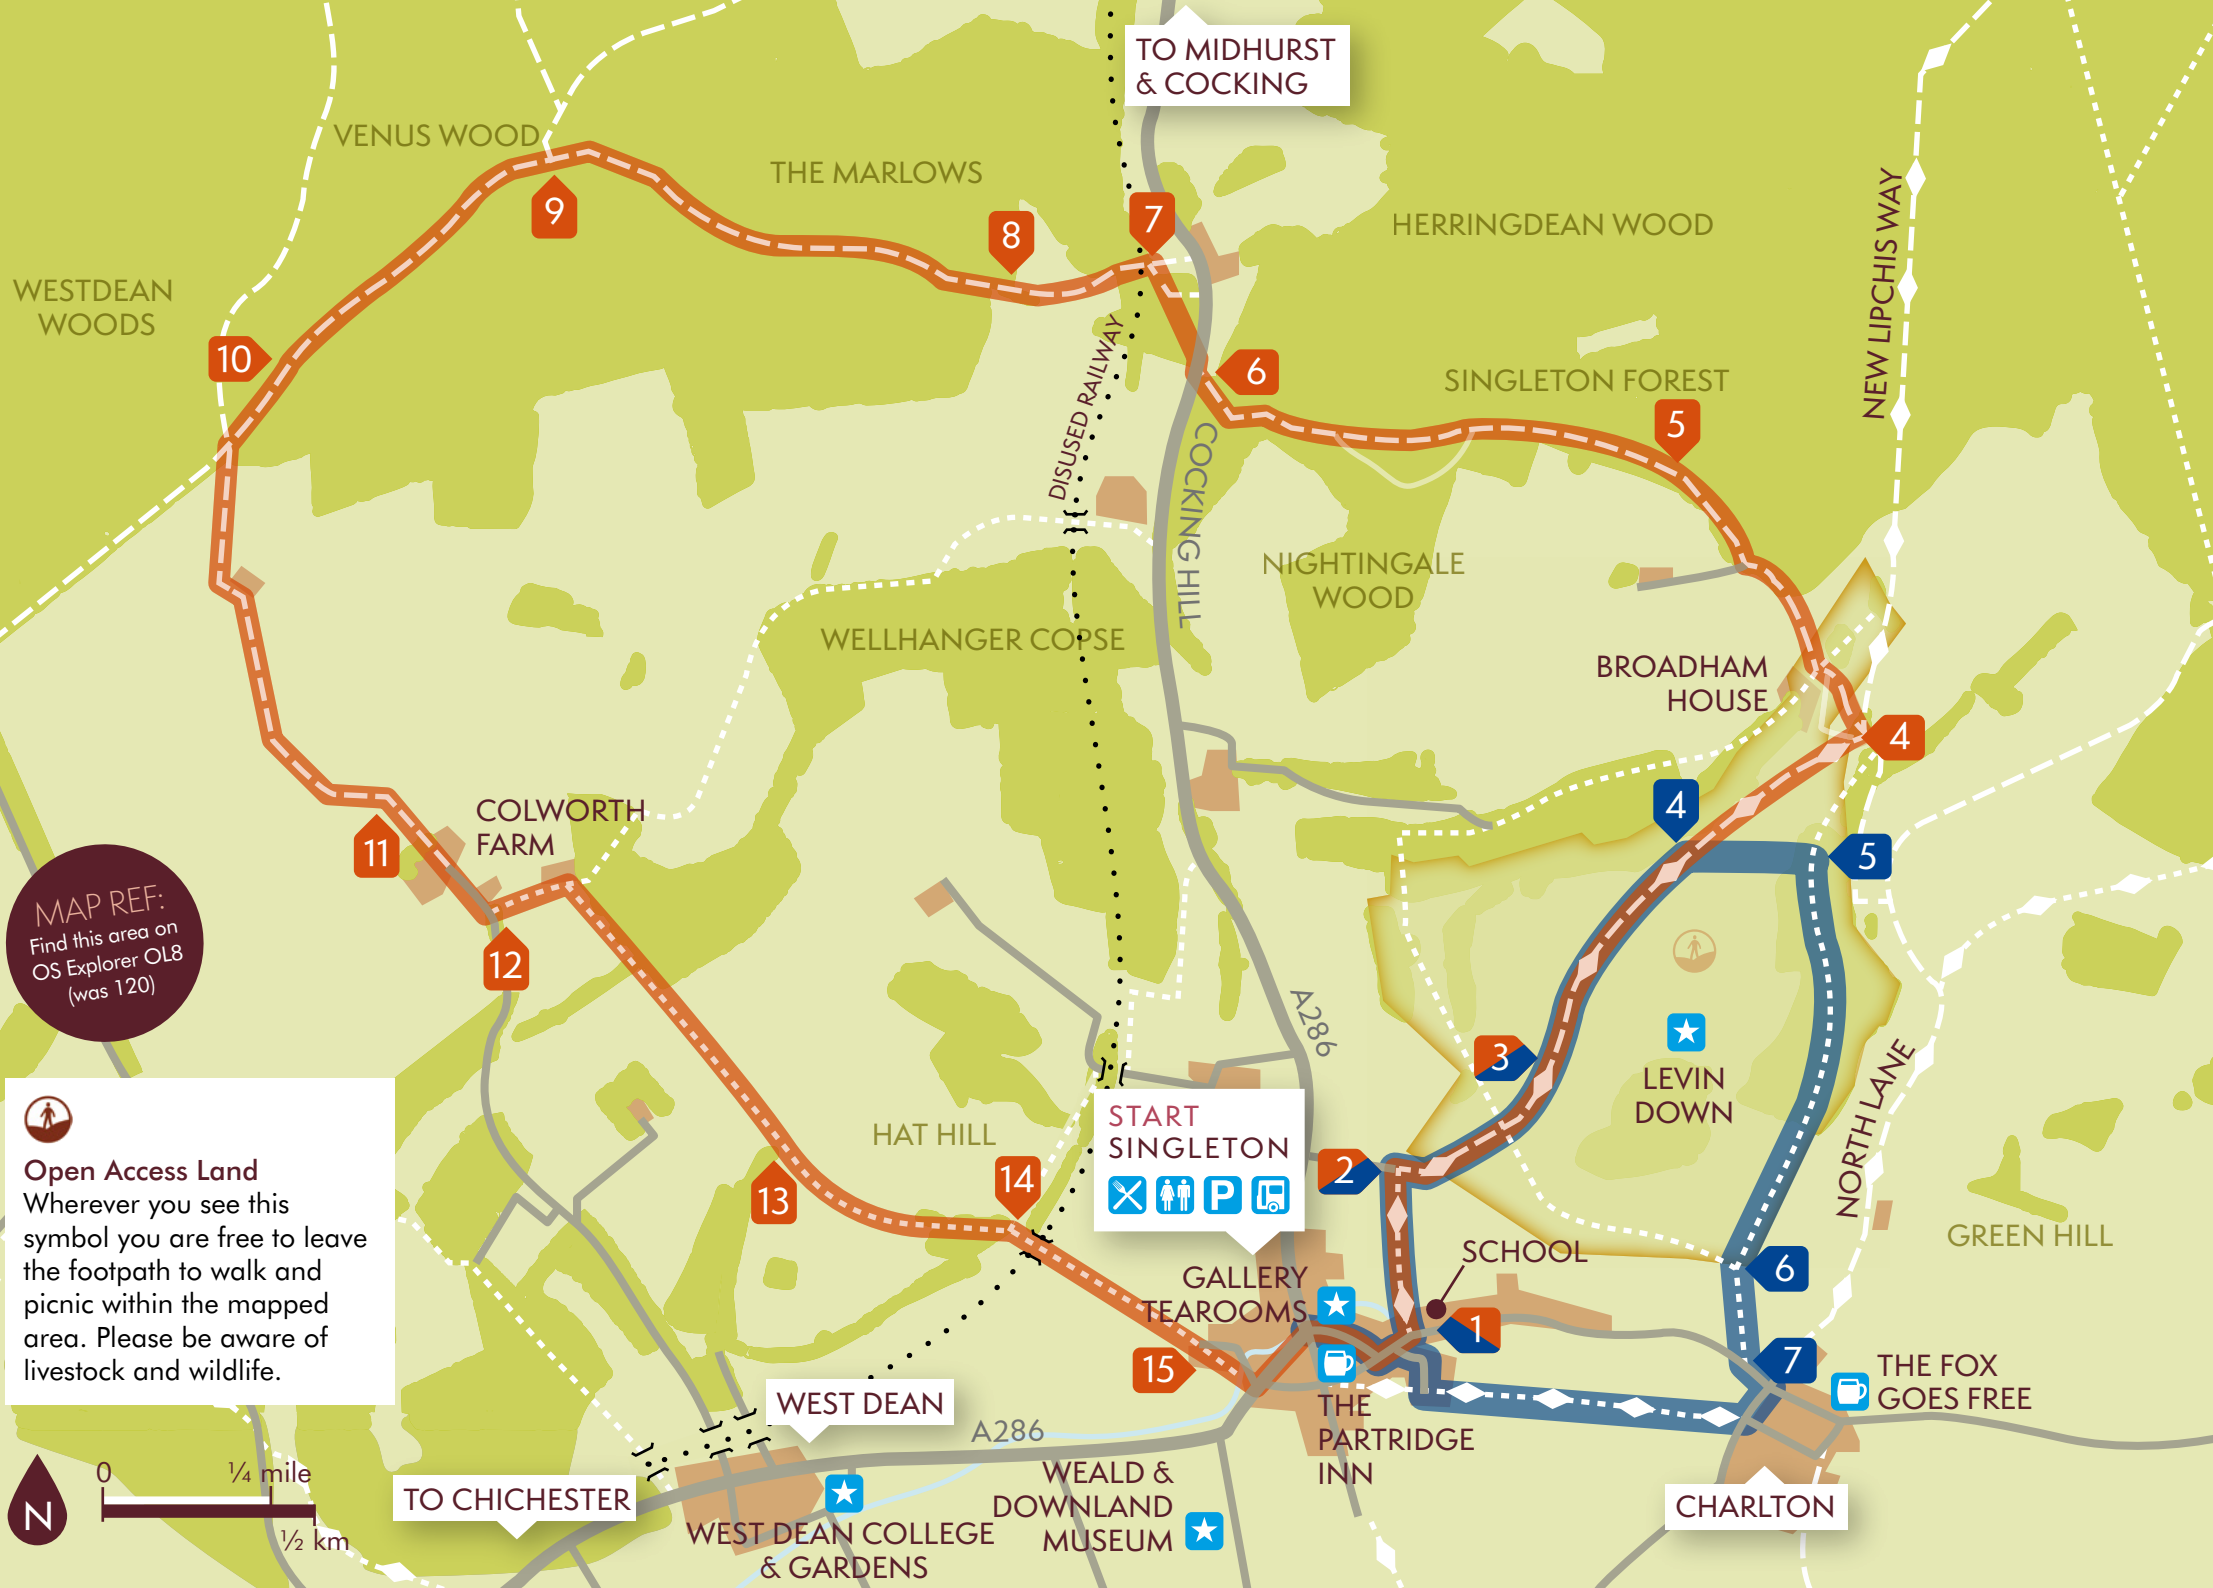 TO MIDHURST
& COCKING
VENUS WOOD
THE MARLOWS
9
8
7
HERRINGDEAN WOOD
NEW LIPCHIS WAY
WESTDEAN
WOODS
10
DISUSED RAILWAY
6
SINGLETON FOREST
5
COCKING HILL
NIGHTINGALE
WOOD
WELLHANGER COPSE
BROADHAM
HOUSE
4
4
5
COLWORTH
FARM
11
12
MAP REF:
Find this area on
OS Explorer OL8
(was 120)
A286
3
LEVIN
DOWN
NORTH LANE
Open Access Land
Wherever you see this
symbol you are free to leave
the footpath to walk and
picnic within the mapped
area. Please be aware of
livestock and wildlife.
HAT HILL
13
14
START
SINGLETON
P
2
GREEN HILL
SCHOOL
GALLERY
TEAROOMS
1
6
7
15
THE FOX
GOES FREE
THE
PARTRIDGE
INN
WEST DEAN
A286
WEALD &
DOWNLAND
MUSEUM
CHARLTON
TO CHICHESTER
WEST DEAN COLLEGE
& GARDENS
N
0
¼ mile
½ km